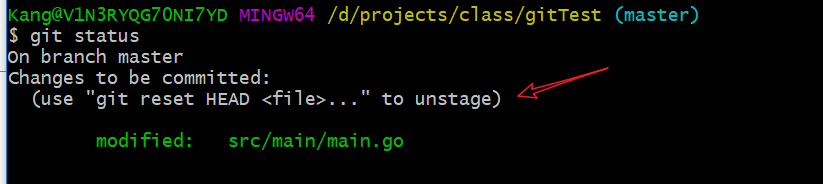 Kang@V1N3RYQG70NI7YD MINGW64 /d/projects/class/gitTest (master)
$ git status
On branch master
Changes to be committed:
  (use "git reset HEAD <file>..." to unstage)
        modified:   src/main/main.go